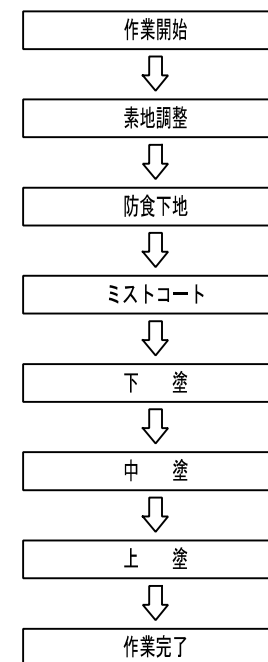 作業開始
素地調整
防食下地
ミストコート
下　塗
中　塗
上　塗
作業完了